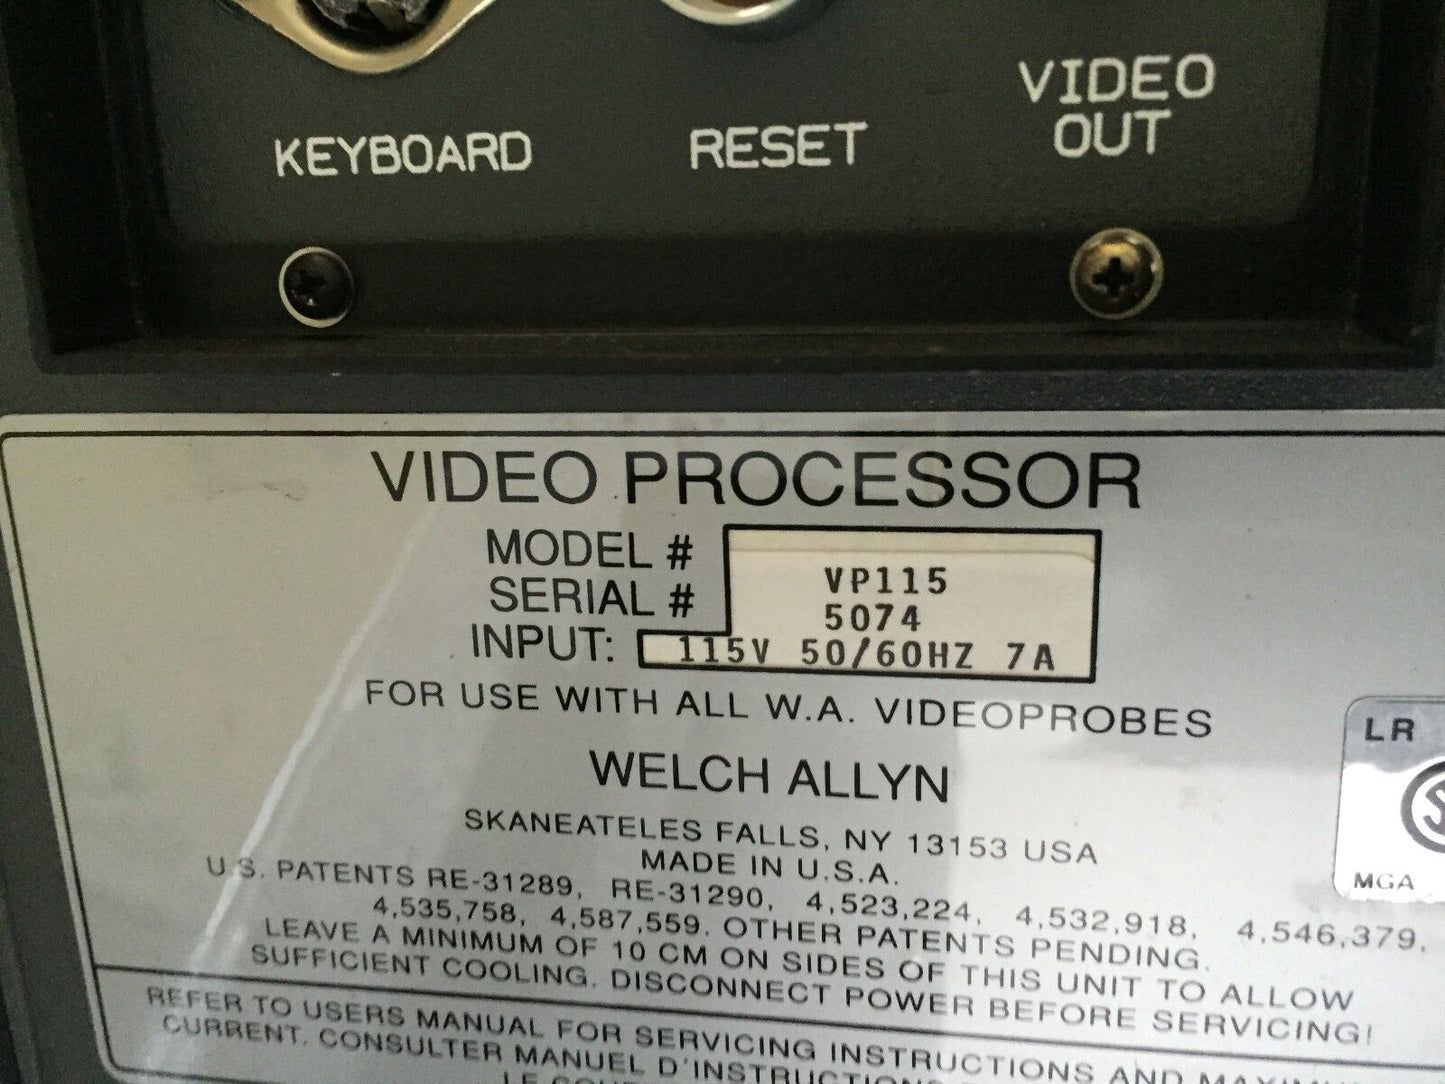 KEYBOARD
RESET
VIDEO
OUT
VIDEO PROCESSOR
MODEL # VP115
SERIAL # 5074
INPUT: 115V 50/60HZ 7A
FOR USE WITH ALL W.A. VIDEOPROBES
WELCH ALLYN
SKANEATELES FALLS, NY 13153 USA
MADE IN U.S.A.
U.S. PATENTS RE-31289, RE-31290, 4,523,224, 4,532,918, 4,546,379,
4,535,758, 4,587,559. OTHER PATENTS PENDING.
LEAVE A MINIMUM OF 10 CM ON SIDES OF THIS UNIT TO ALLOW
SUFFICIENT COOLING. DISCONNECT POWER BEFORE SERVICING!
REFER TO USERS MANUAL FOR SERVICING INSTRUCTIONS AND
CURRENT. CONSULTER MANUEL
LR
MGA